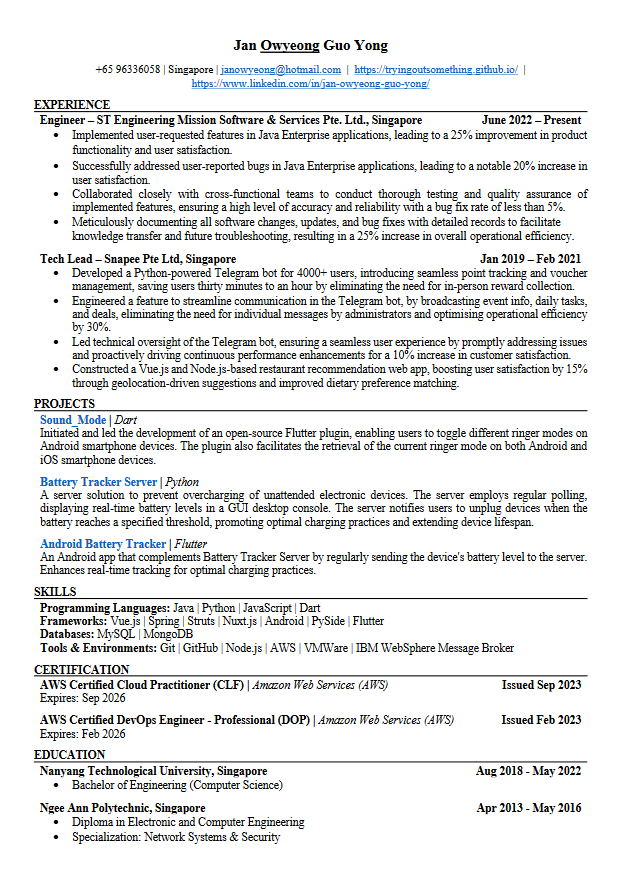 Jan Owyeong Guo Yong
+65 96336058 | Singapore | janowyeong@hotmail.com | https://tryingoutsomething.github.io/ |
https://www.linkedin.com/in/jan-owyeong-guo-yong/
EXPERIENCE
Engineer – ST Engineering Mission Software & Services Pte. Ltd., Singapore June 2022 – Present
• Implemented user-requested features in Java Enterprise applications, leading to a 25% improvement in product
functionality and user satisfaction.
• Successfully addressed user-reported bugs in Java Enterprise applications, leading to a notable 20% increase in
user satisfaction.
• Collaborated closely with cross-functional teams to conduct thorough testing and quality assurance of
implemented features, ensuring a high level of accuracy and reliability with a bug fix rate of less than 5%.
• Meticulously documenting all software changes, updates, and bug fixes with detailed records to facilitate
knowledge transfer and future troubleshooting, resulting in a 25% increase in overall operational efficiency.
Tech Lead – Snapee Pte Ltd, Singapore Jan 2019 – Feb 2021
• Developed a Python-powered Telegram bot for 4000+ users, introducing seamless point tracking and voucher
management, saving users thirty minutes to an hour by eliminating the need for in-person reward collection.
• Engineered a feature to streamline communication in the Telegram bot, by broadcasting event info, daily tasks,
and deals, eliminating the need for individual messages by administrators and optimising operational efficiency
by 30%.
• Led technical oversight of the Telegram bot, ensuring a seamless user experience by promptly addressing issues
and proactively driving continuous performance enhancements for a 10% increase in customer satisfaction.
• Constructed a Vue.js and Node.js-based restaurant recommendation web app, boosting user satisfaction by 15%
through geolocation-driven suggestions and improved dietary preference matching.
PROJECTS
Sound_Mode | Dart
Initiated and led the development of an open-source Flutter plugin, enabling users to toggle different ringer modes on
Android smartphone devices. The plugin also facilitates the retrieval of the current ringer mode on both Android and
iOS smartphone devices.
Battery Tracker Server | Python
A server solution to prevent overcharging of unattended electronic devices. The server employs regular polling,
displaying real-time battery levels in a GUI desktop console. The server notifies users to unplug devices when the
battery reaches a specified threshold, promoting optimal charging practices and extending device lifespan.
Android Battery Tracker | Flutter
An Android app that complements Battery Tracker Server by regularly sending the device's battery level to the server.
Enhances real-time tracking for optimal charging practices.
SKILLS
Programming Languages: Java | Python | JavaScript | Dart
Frameworks: Vue.js | Spring | Struts | Nuxt.js | Android | PySide | Flutter
Databases: MySQL | MongoDB
Tools & Environments: Git | GitHub | Node.js | AWS | VMWare | IBM WebSphere Message Broker
CERTIFICATION
AWS Certified Cloud Practitioner (CLF) | Amazon Web Services (AWS) Issued Sep 2023
Expires: Sep 2026
AWS Certified DevOps Engineer - Professional (DOP) | Amazon Web Services (AWS) Issued Feb 2023
Expires: Feb 2026
EDUCATION
Nanyang Technological University, Singapore Aug 2018 - May 2022
• Bachelor of Engineering (Computer Science)
Ngee Ann Polytechnic, Singapore Apr 2013 - May 2016
• Diploma in Electronic and Computer Engineering
• Specialization: Network Systems & Security